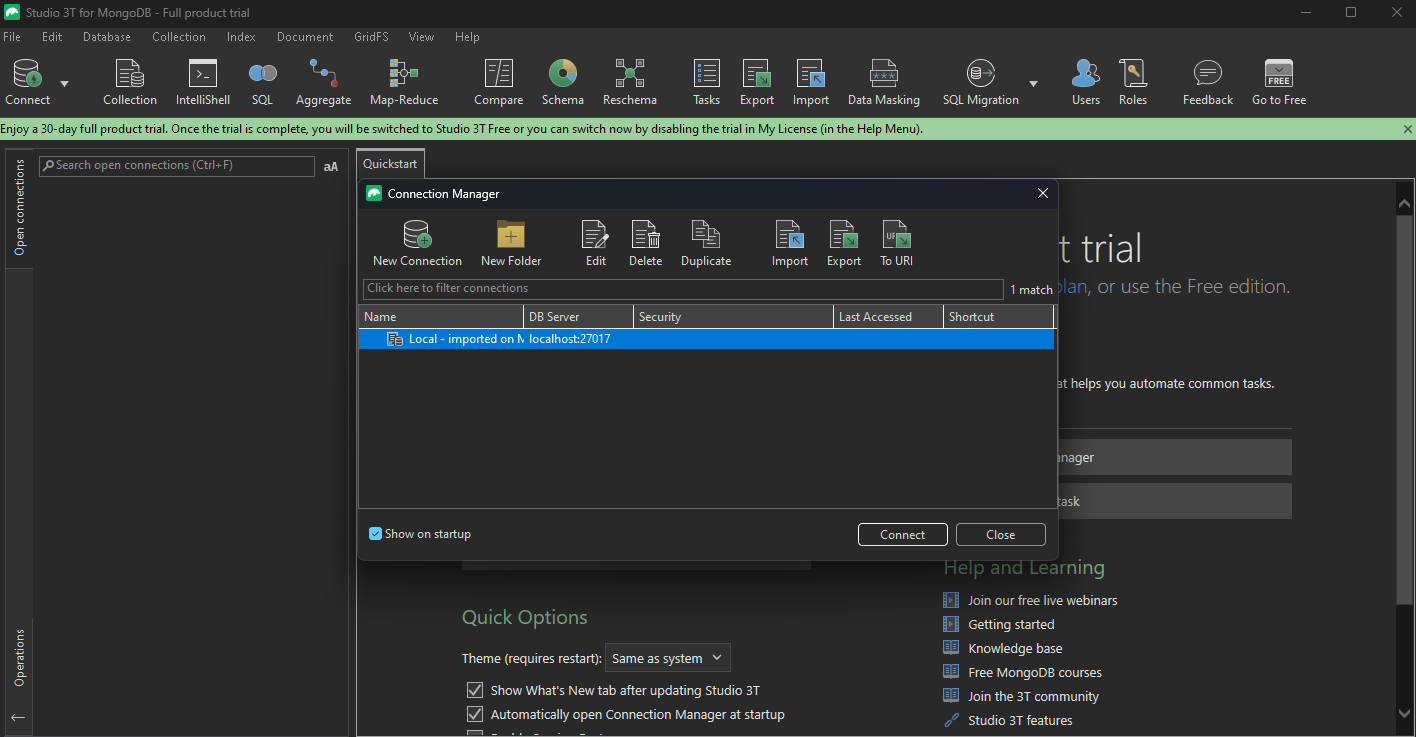 Studio 3T for MongoDB - Full product trial
File Edit Database Collection Index Document GridFS View Help
Connect Collection IntelliShell SQL Aggregate Map-Reduce Compare Schema Reschema Tasks Export Import Data Masking SQL Migration Users Roles Feedback Go to Free
FREE
Enjoy a 30-day full product trial. Once the trial is complete, you will be switched to Studio 3T Free or you can switch now by disabling the trial in My License (in the Help Menu).
Open connections
Search open connections (Ctrl+F) aA
Quickstart
Connection Manager
New Connection New Folder Edit Delete Duplicate Import Export To URI
Click here to filter connections 1 match
Name DB Server Security Last Accessed Shortcut
Local - imported on localhost:27017
Show on startup Connect Close
trial
plan, or use the Free edition.
helps you automate common tasks.
task
Operations
Quick Options
Theme (requires restart): Same as system
Show What's New tab after updating Studio 3T
Automatically open Connection Manager at startup
Help and Learning
Join our free live webinars
Getting started
Knowledge base
Free MongoDB courses
Join the 3T community
Studio 3T features